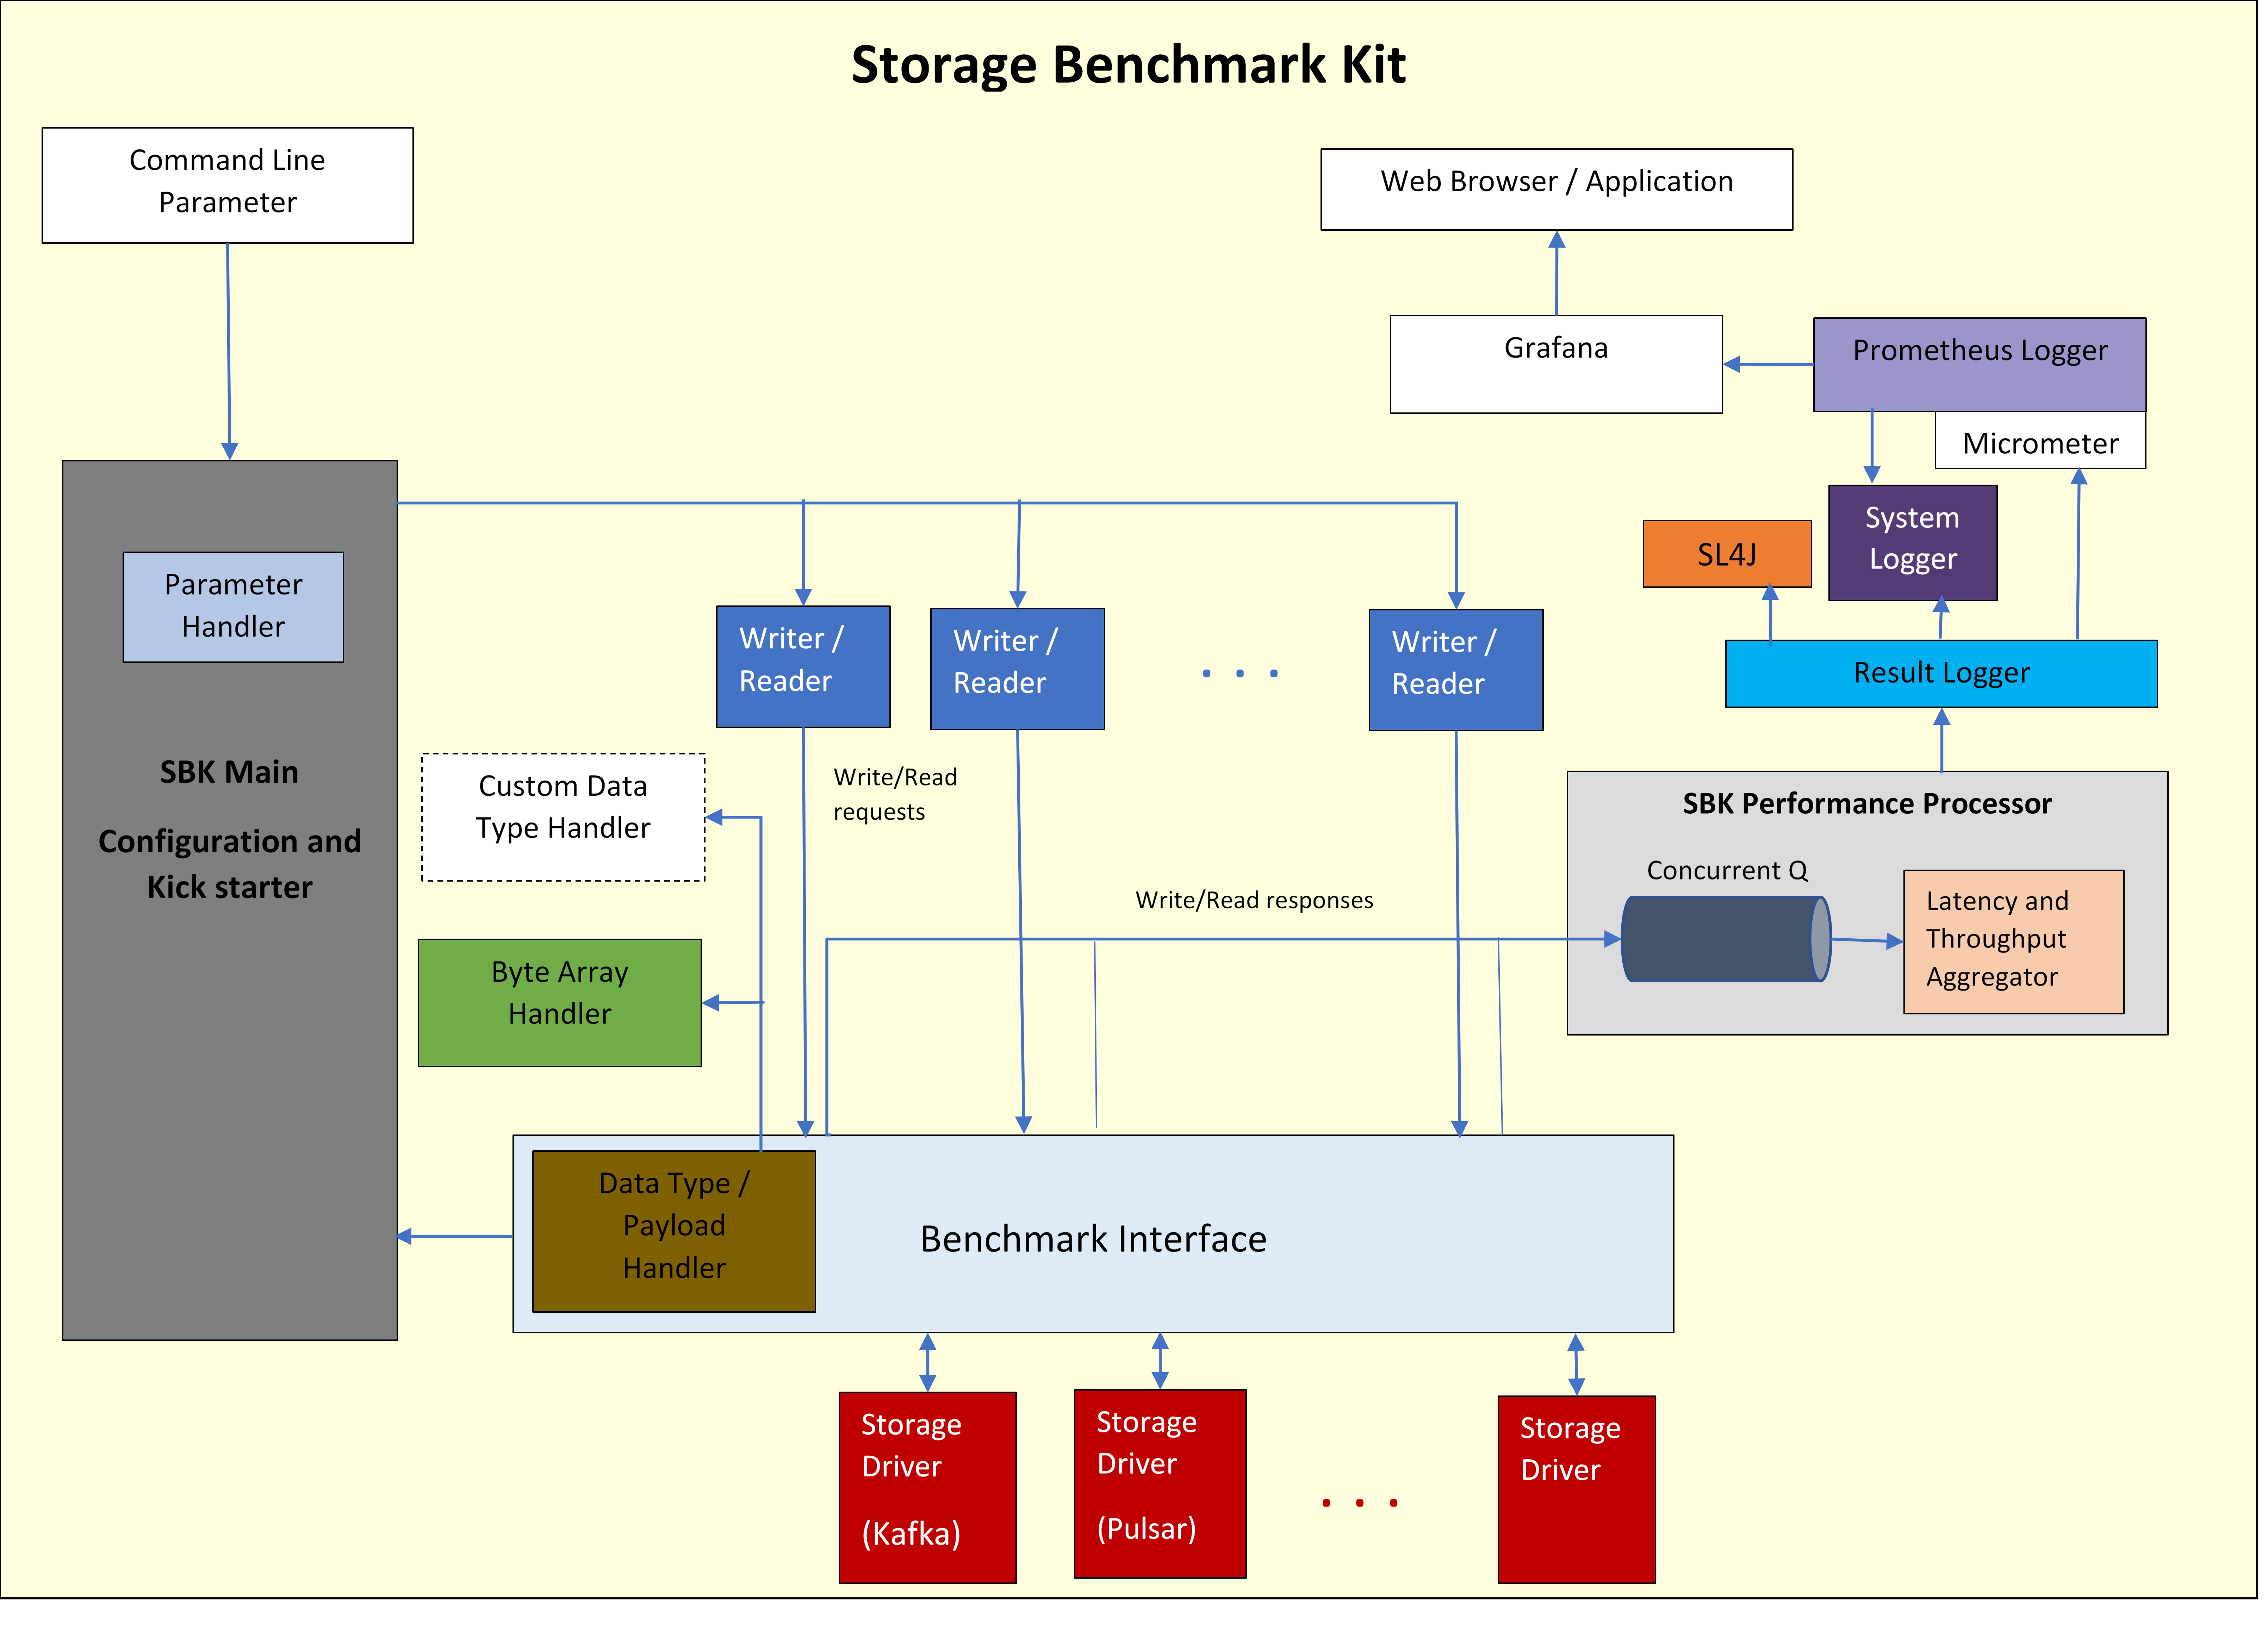 Storage Benchmark Kit
Command Line
Parameter
Web Browser / Application
Grafana
Prometheus Logger
Micrometer
System
Logger
SL4J
Parameter
Handler
Writer /
Reader
Writer /
Reader
. . .
Writer /
Reader
Result Logger
SBK Main
Configuration and
Kick starter
Custom Data
Type Handler
Write/Read
requests
SBK Performance Processor
Concurrent Q
Latency and
Throughput
Aggregator
Write/Read responses
Byte Array
Handler
Data Type /
Payload
Handler
Benchmark Interface
Storage
Driver
(Kafka)
Storage
Driver
(Pulsar)
. . .
Storage
Driver